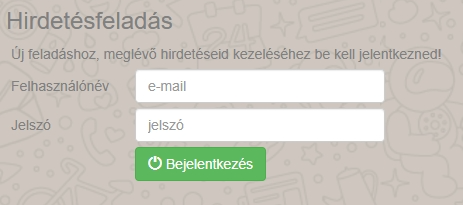 Hirdetésfeladás
Új feladáshoz, meglévő hirdetéseid kezeléséhez be kell jelentkezned!
Felhasználónév e-mail
Jelszó jelszó
Bejelentkezés